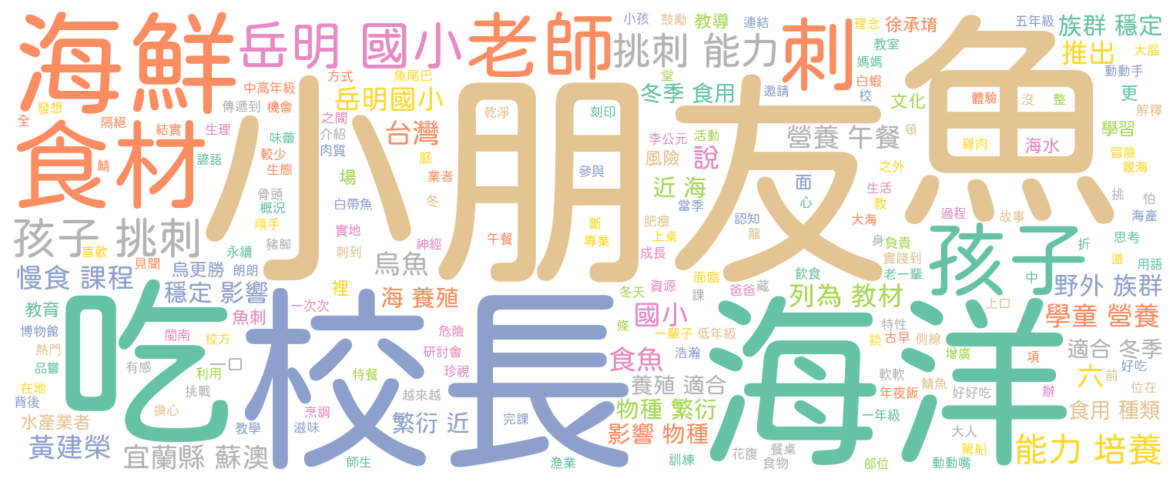 小孩 鼓勵 教導 連結 理念 徐承堉 五年級 族群 穩定
海鮮 岳明 國小 老師 挑刺 能力 刺 教室 推出 大腦
中高年級 方式 魚尾巴 媽媽 動動手
發想 傳遞到 機會 岳明國小 堂 冬季 食用 邀請 白蝦 校 文化 體驗 沒 整 更 解釋
全 隔絕 結實 生理 之間 乾淨 刻印 魚
食材 味蕾 介紹 台灣 小朋友 李公元 活動 營養 午餐 頓 雞肉 海水 學習
鯖 諺語 較少 生態 肉質 脈 業者 參與 風險 說 之外 冒險 親海
骨頭 場 冬 近 海 面 生活 教 挑 怕
概況 白帶魚 當季 心 大海 過程 故事 海產
孩子 挑刺 順手 豬腳 實地 斷 肥瘦 認知 龍 身 負責 孩子 折 思考
喜歡 見聞 永續 刺到 神經 午餐 專業 上桌 成長 實踐到 道 用語
慢食 課程 烏更勝 朗朗 烏魚 面臨 飲食 老一輩 中
穩定 影響 裡 海 養殖 冬天 資源 爸爸 藏 列為 教材 野外 族群
教育 魚刺 一次次 條 國小 課 特性 上口 學童 營養
博物館 閩南 校方 吃 校長 危險 一輩子 低年級 海洋 談 古早 側線
熱門 一口 研討會 食魚 浩瀚 增廣 項 適合 冬季
品嘗 有感 利用 特餐 珍視 軟軟 鯖魚 六 前 好吃
在地 挑戰 越來越 養殖 適合 年夜飯 好好吃 辦 位在
背後 擔心 烹調 物種 繁衍 一年級 食用 種類
水產業者 教學 滋味 繁衍 近 完課 影響 物種 大人
黃建榮 宜蘭縣 蘇澳 師生 漁業 訓練 花腹 餐桌 食物 部位 動動嘴 駕船 能力 培養